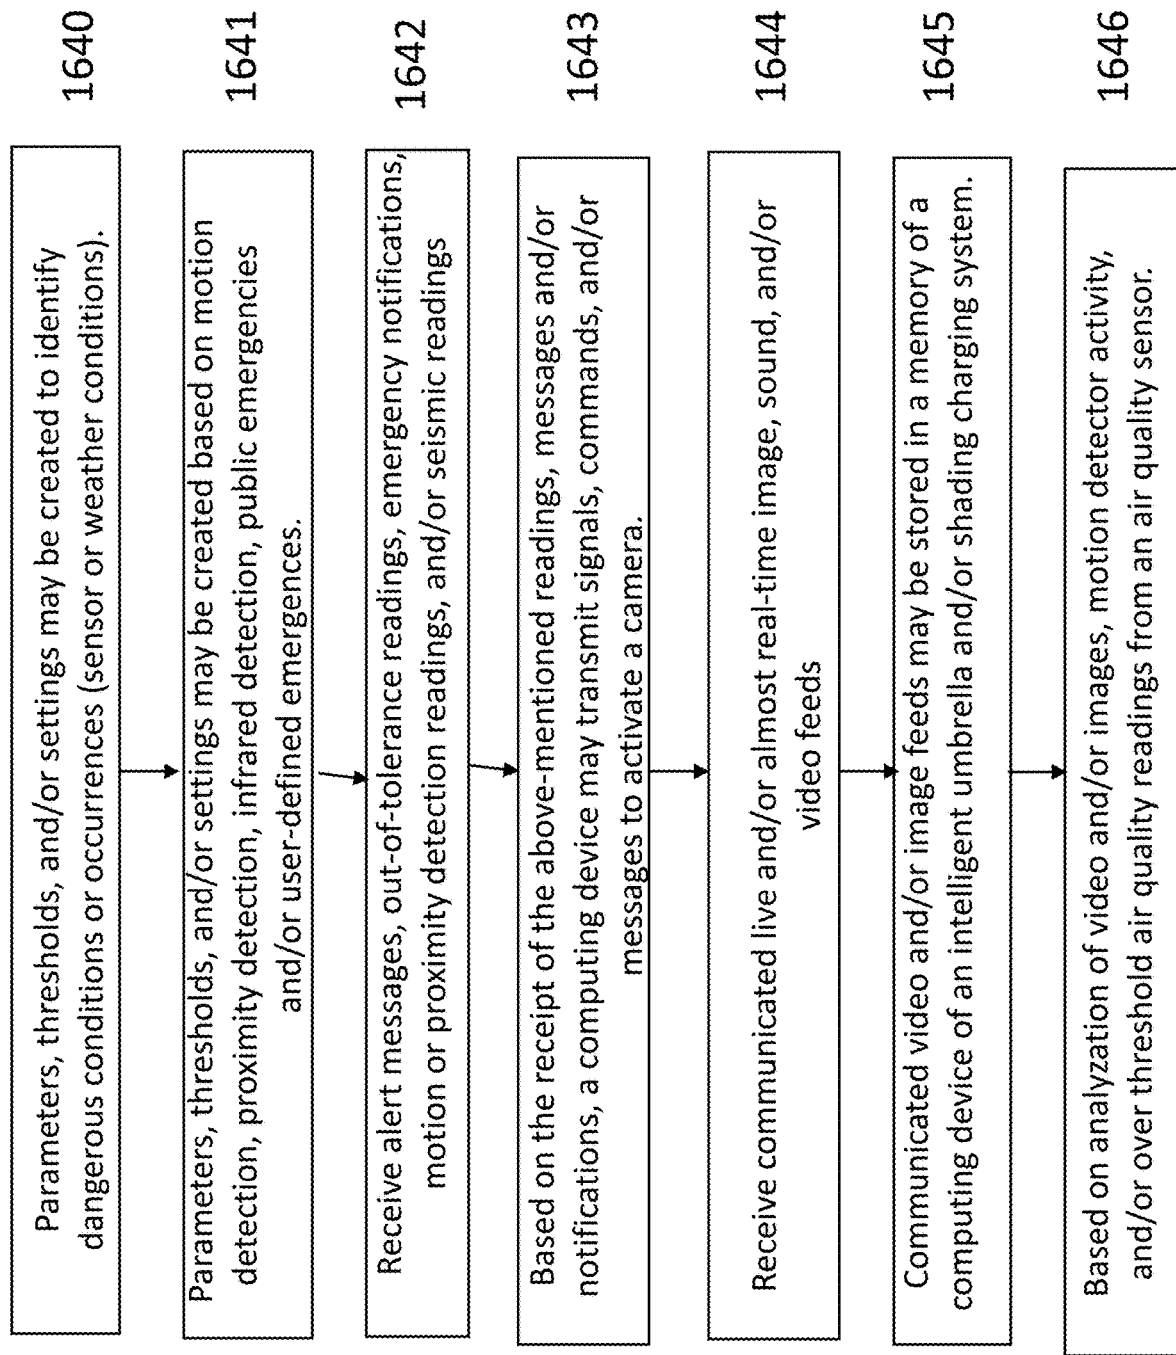 Parameters, thresholds, and/or settings may be created to identify
dangerous conditions or occurrences (sensor or weather conditions).
1640
Parameters, thresholds, and/or settings may be created based on motion
detection, proximity detection, infrared detection, public emergencies
and/or user-defined emergences.
1641
Receive alert messages, out-of-tolerance readings, emergency notifications,
motion or proximity detection readings, and/or seismic readings
1642
Based on the receipt of the above-mentioned readings, messages and/or
notifications, a computing device may transmit signals, commands, and/or
messages to activate a camera.
1643
Receive communicated live and/or almost real-time image, sound, and/or
video feeds
1644
Communicated video and/or image feeds may be stored in a memory of a
computing device of an intelligent umbrella and/or shading charging system.
1645
Based on analyzation of video and/or images, motion detector activity,
and/or over threshold air quality readings from an air quality sensor.
1646